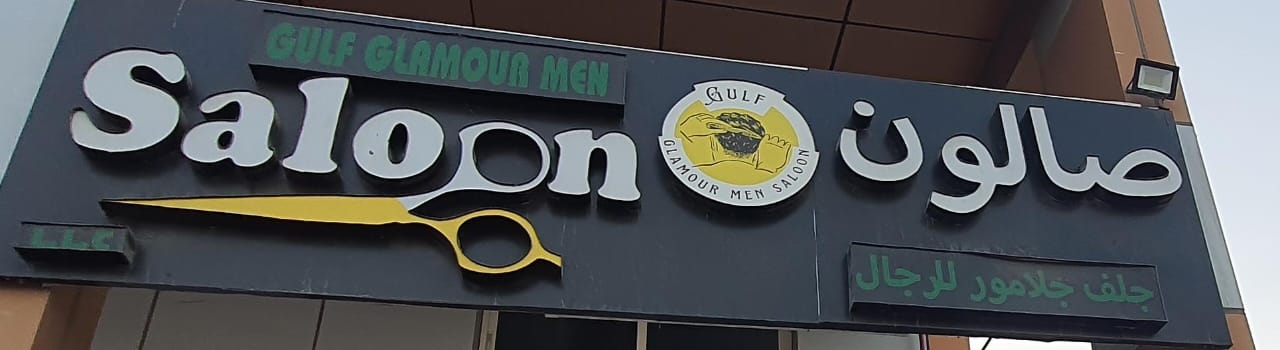 GULF GLAMOUR MEN
Saloon
L.L.C
GULF
GLAMOUR MEN SALOON
صالون
جلف جلامور للرجال